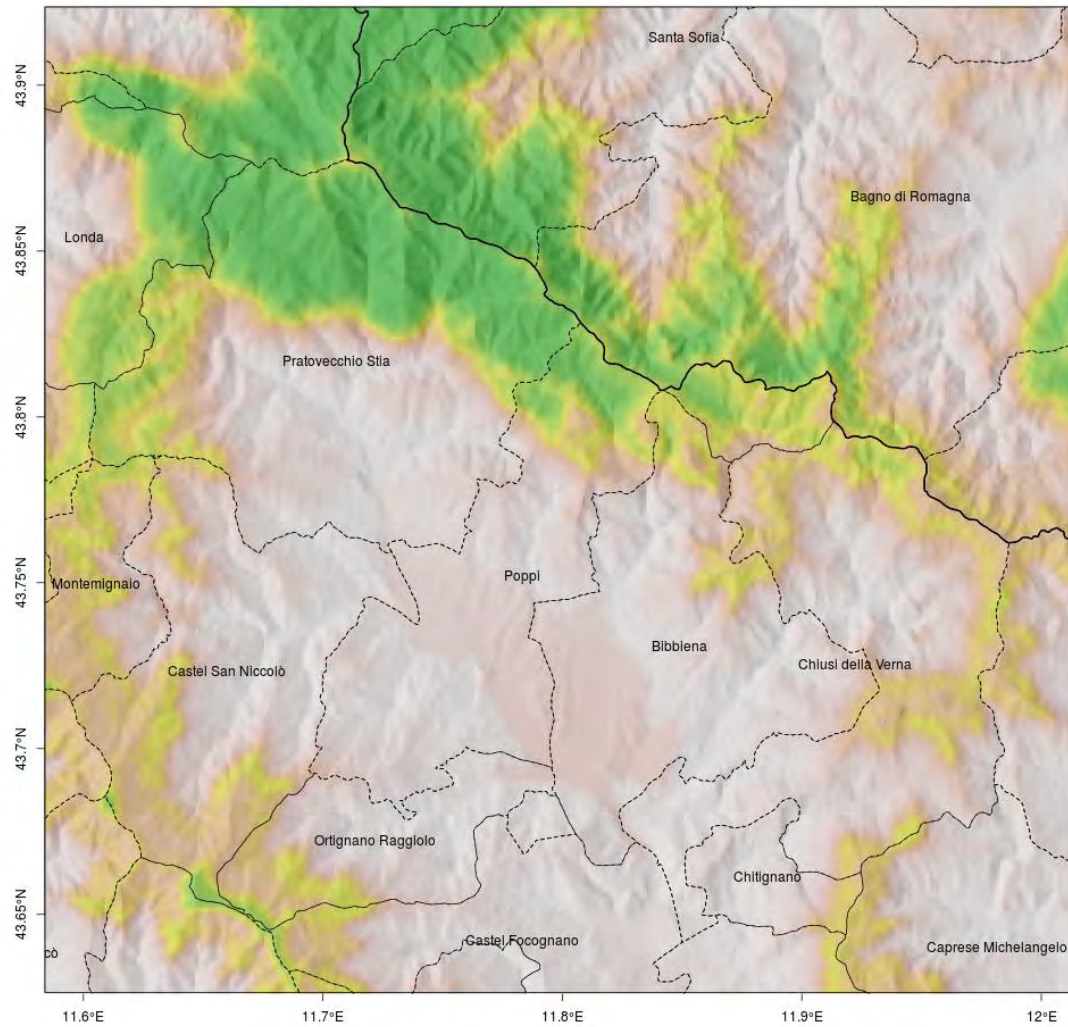 Santa Sofia
43.9°N
Bagno di Romagna
Londa
43.85°N
Pratovecchio Stia
43.8°N
Poppi
Montemignaio
43.75°N
Bibbiena
Chiusi della Verna
Castel San Niccolò
43.7°N
Ortignano Raggiolo
Chitignano
43.65°N
Castel Focognano
Caprese Michelangelo
cò
11.6°E
11.7°E
11.8°E
11.9°E
12°E